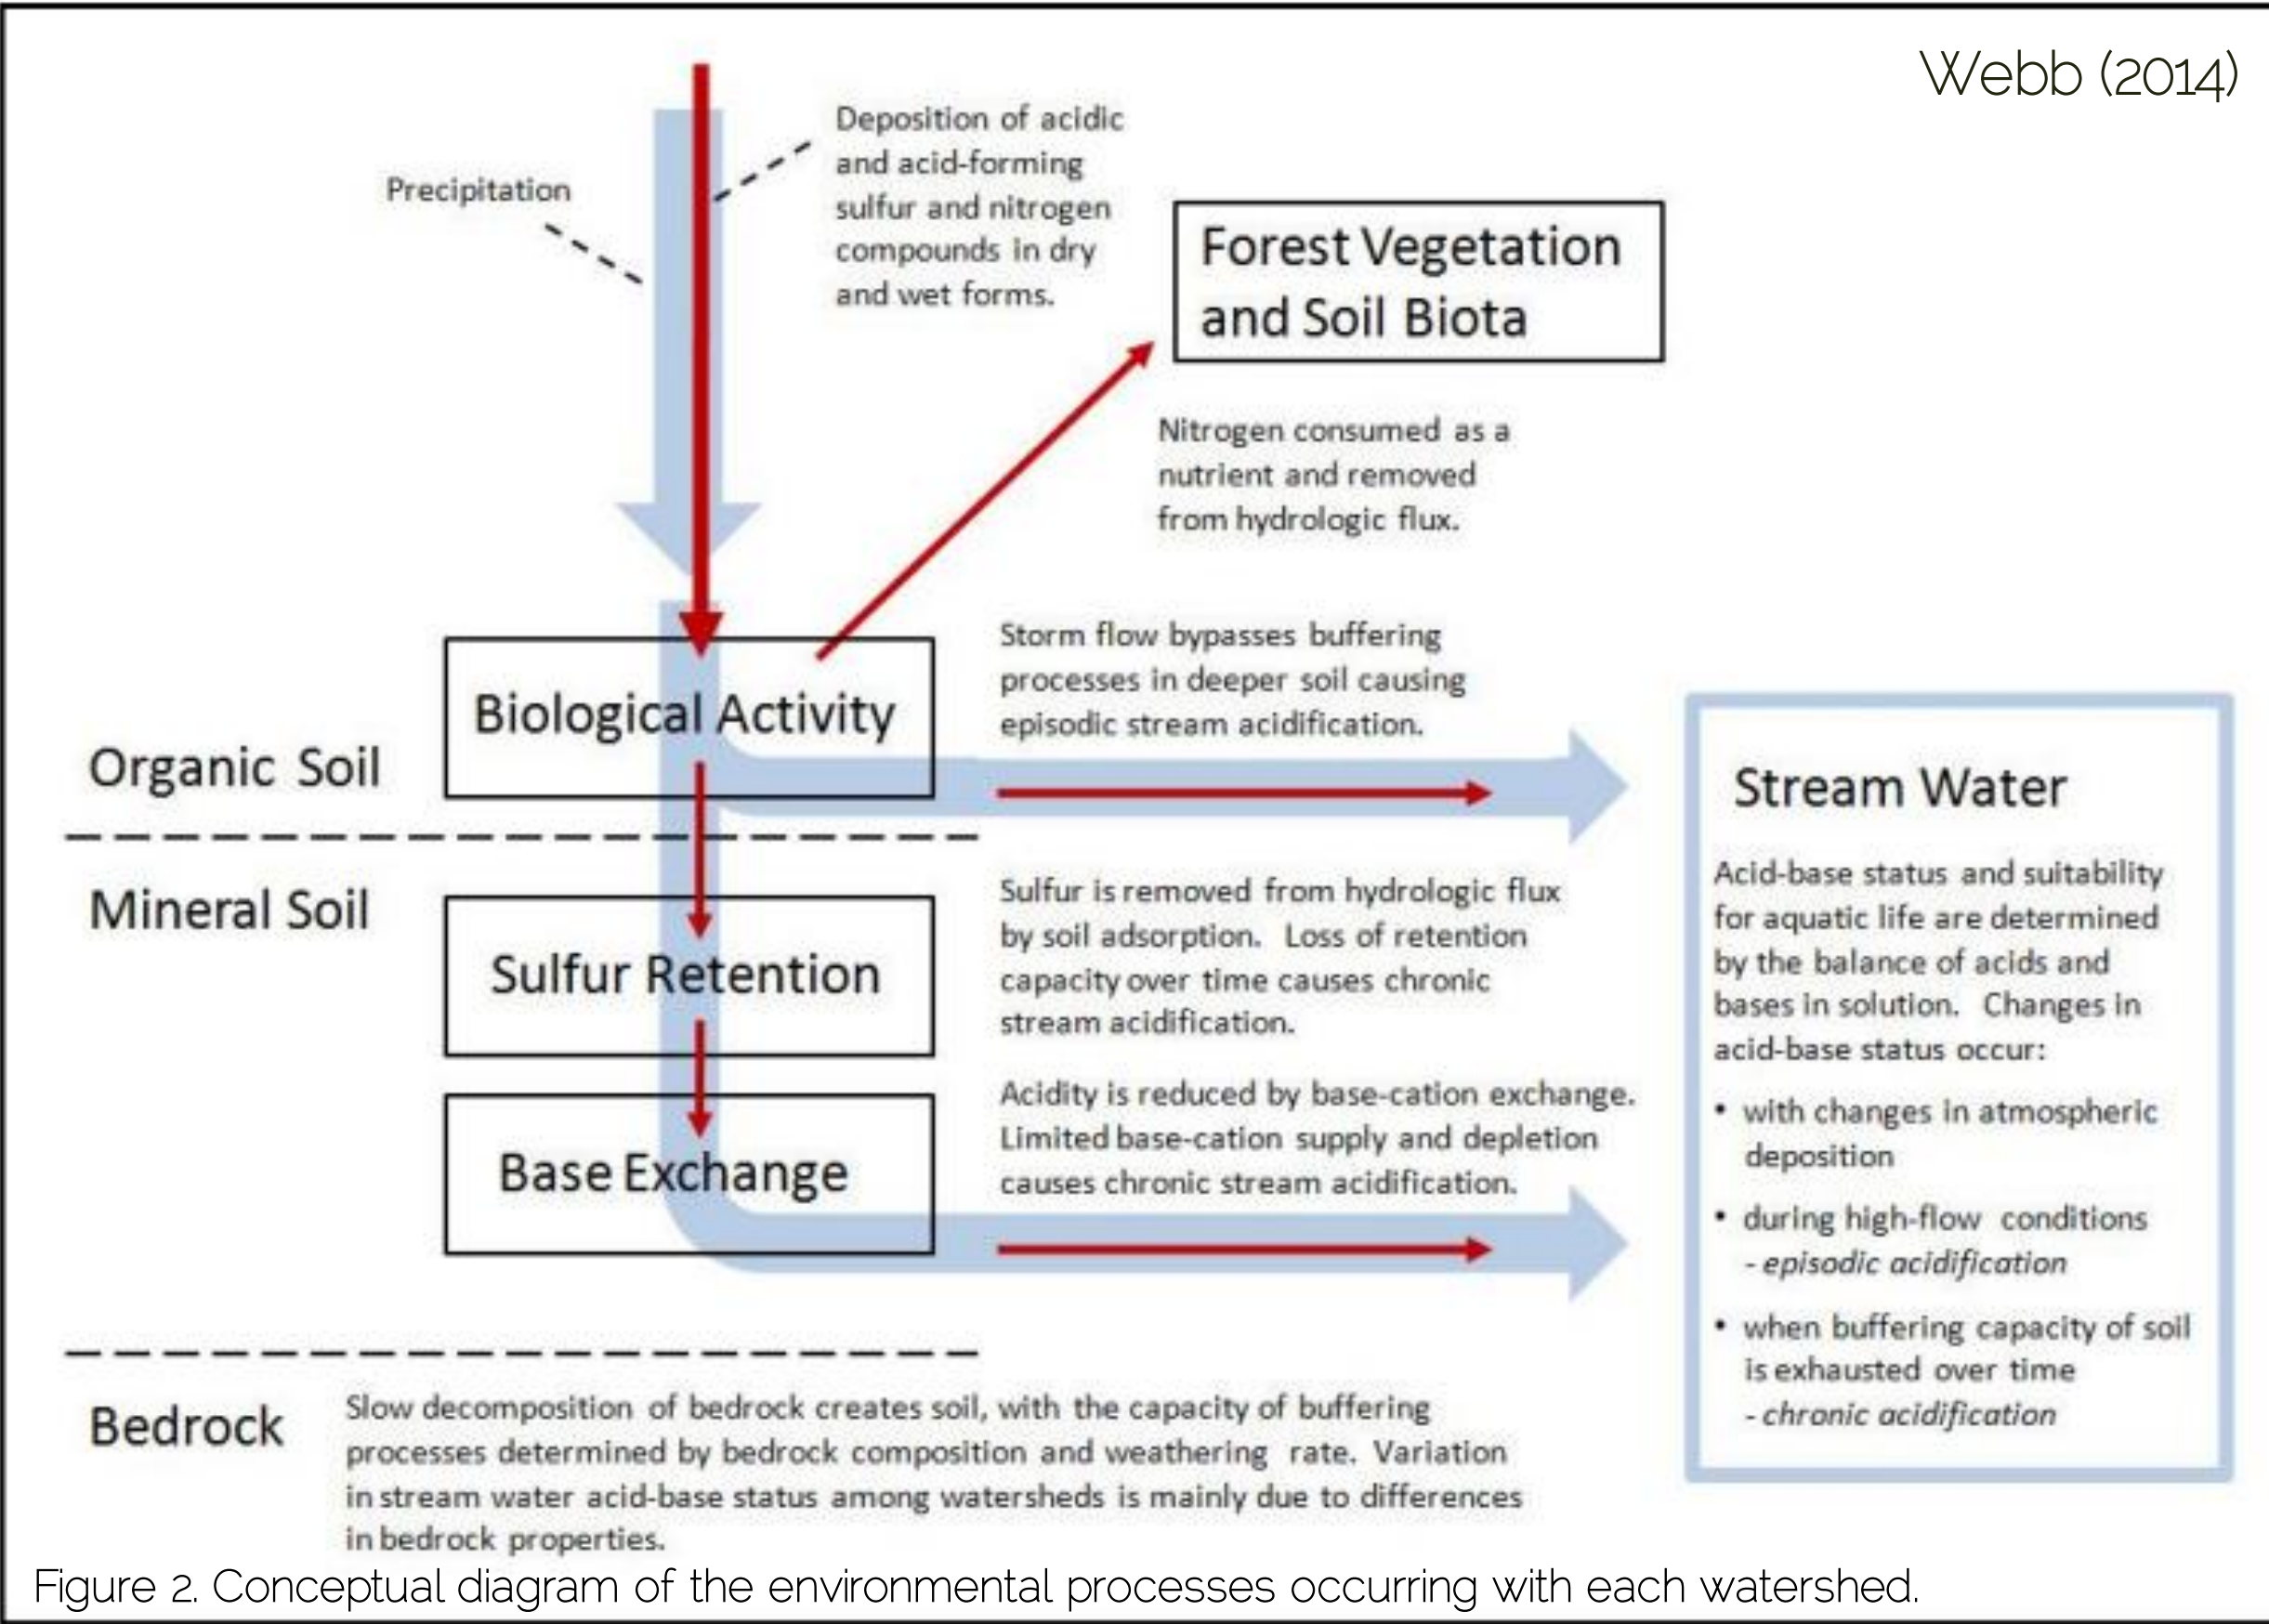 Webb (2014)
Precipitation
Deposition of acidic
and acid-forming
sulfur and nitrogen
compounds in dry
and wet forms.
Forest Vegetation
and Soil Biota
Nitrogen consumed as a
nutrient and removed
from hydrologic flux.
Biological Activity
Storm flow bypasses buffering
processes in deeper soil causing
episodic stream acidification.
Organic Soil
Mineral Soil
Sulfur Retention
Sulfur is removed from hydrologic flux
by soil adsorption. Loss of retention
capacity over time causes chronic
stream acidification.
Base Exchange
Acidity is reduced by base-cation exchange.
Limited base-cation supply and depletion
causes chronic stream acidification.
Stream Water
Acid-base status and suitability
for aquatic life are determined
by the balance of acids and
bases in solution. Changes in
acid-base status occur:
• with changes in atmospheric
deposition
• during high-flow conditions
- episodic acidification
• when buffering capacity of soil
is exhausted over time
- chronic acidification
Bedrock
Slow decomposition of bedrock creates soil, with the capacity of buffering
processes determined by bedrock composition and weathering rate. Variation
in stream water acid-base status among watersheds is mainly due to differences
in bedrock properties.
Figure 2. Conceptual diagram of the environmental processes occurring with each watershed.